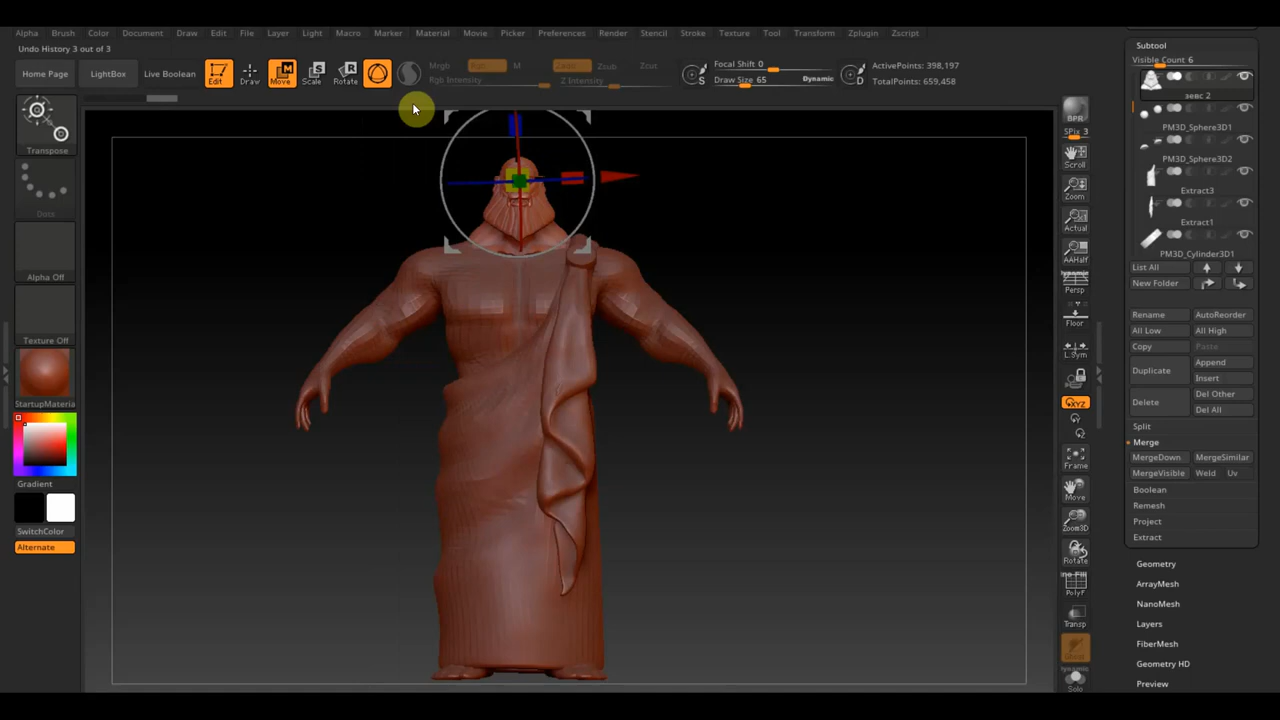 Alpha Brush Color Document Draw Edit File Layer Light Macro Marker Material Movie Picker Preferences Render Stencil Stroke Texture Tool Transform Zplugin Zscript
Undo History 3 out of 3
Home Page LightBox Live Boolean Edit Draw Move Scale Rotate
Mrgb Rgb M Zadd Zsub Zcut
Rgb Intensity Z Intensity
Focal Shift 0
Draw Size 65 Dynamic
S
D
ActivePoints: 398,197
TotalPoints: 659,458
Transpose
Dots
Alpha Off
Texture Off
StartupMateria
Gradient
SwitchColor
Alternate
BPR
SPix 3
Scroll
Zoom
Actual
AAHalf
Dynamic
Persp
Floor
L.Sym
XYZ
Frame
Move
Zoom3D
Rotate
PolyF
Transp
Ghost
Dynamic
Solo
Subtool
Visible Count 6
зевс 2
PM3D_Sphere3D1
PM3D_Sphere3D2
Extract3
Extract1
PM3D_Cylinder3D1
List All
New Folder
Rename AutoReorder
All Low All High
Copy Paste
Duplicate Append
Insert
Delete Del Other
Del All
Split
Merge
MergeDown MergeSimilar
MergeVisible Weld Uv
Boolean
Remesh
Project
Extract
Geometry
ArrayMesh
NanoMesh
Layers
FiberMesh
Geometry HD
Preview